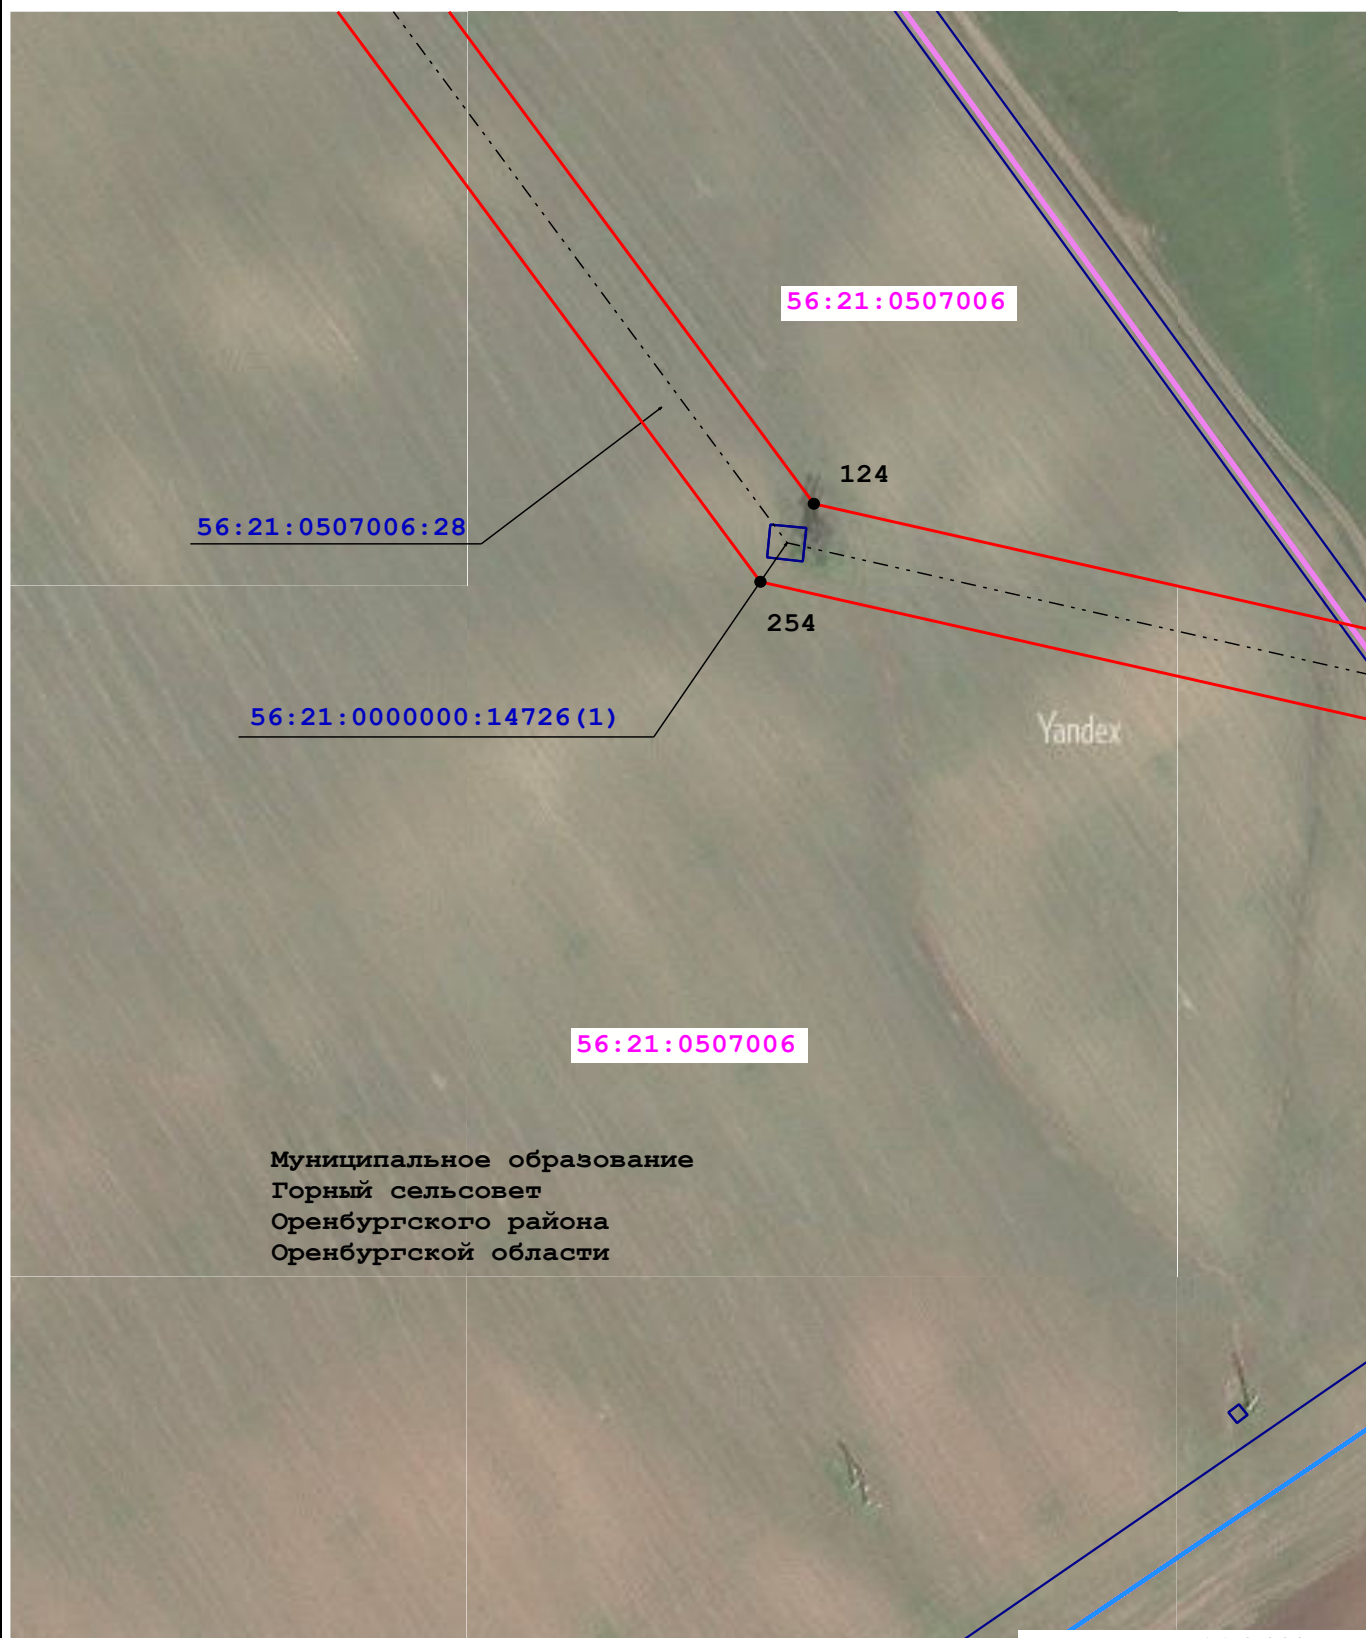 56:21:0507006
124
56:21:0507006:28
254
56:21:0000000:14726(1)
Yandex
56:21:0507006
Муниципальное образование
Горный сельсовет
Оренбургского района
Оренбургской области